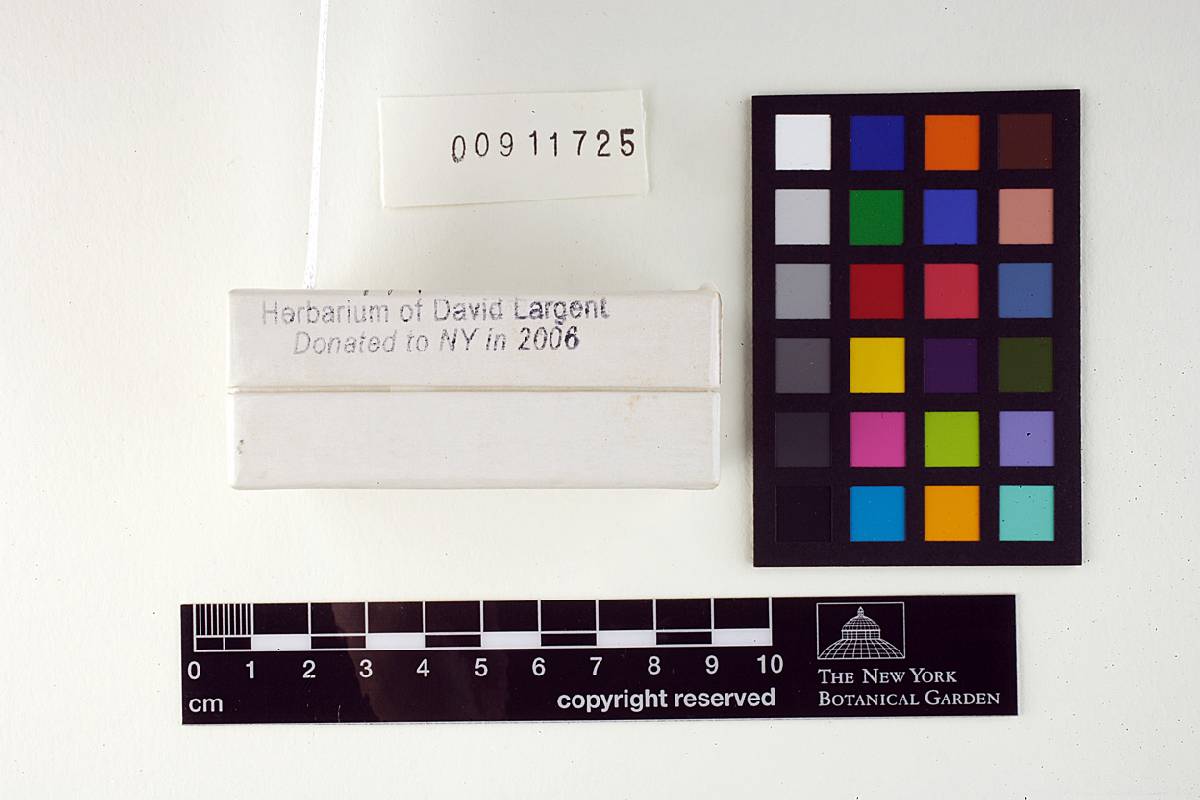 00911725
Herbarium of David Largent
Donated to NY in 2006
0 1 2 3 4 5 6 7 8 9 10
cm
copyright reserved
THE NEW YORK
BOTANICAL GARDEN